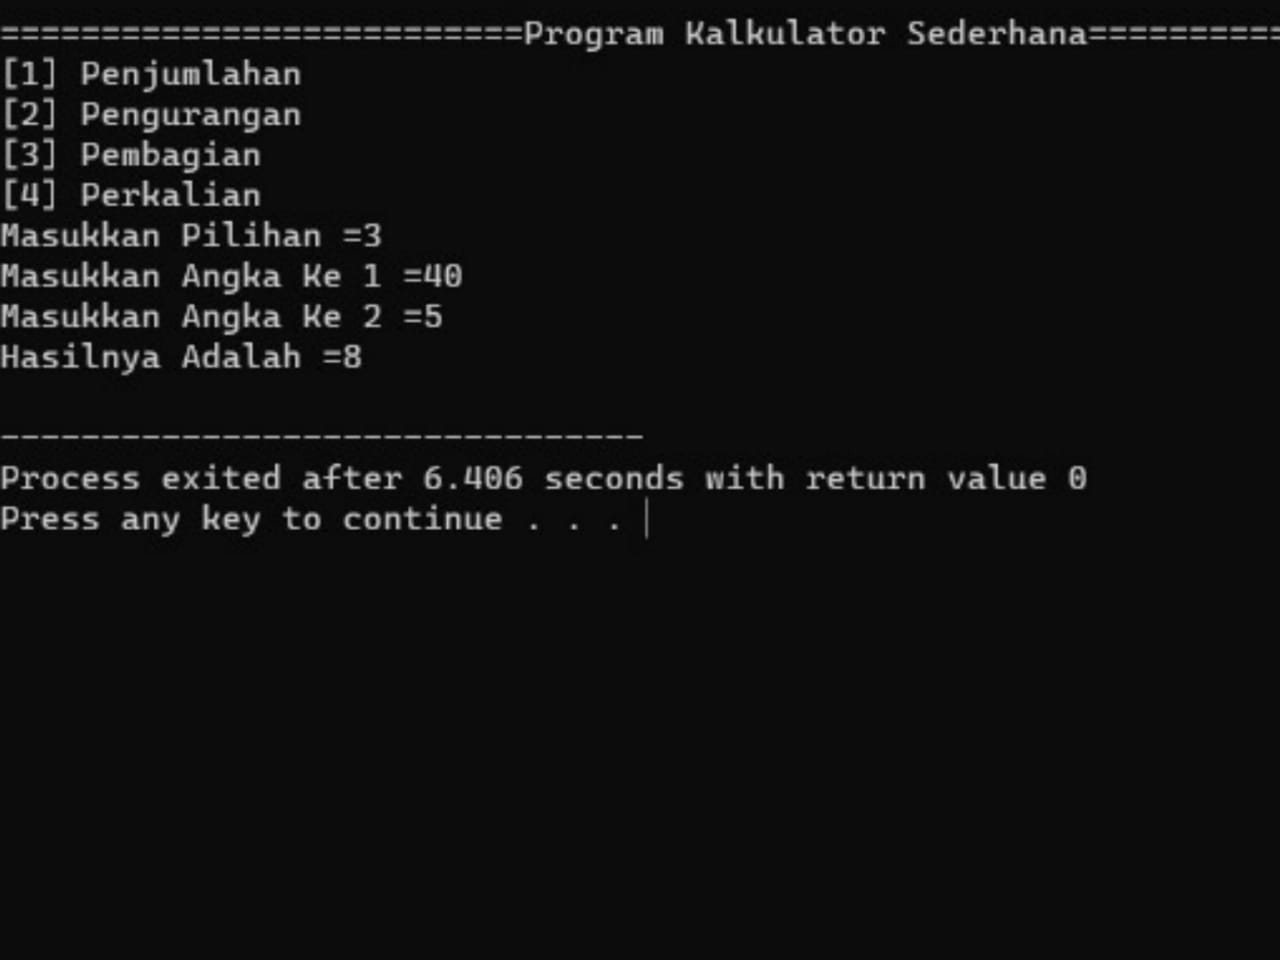 ==========================Program Kalkulator Sederhana==========
[1] Penjumlahan
[2] Pengurangan
[3] Pembagian
[4] Perkalian
Masukkan Pilihan =3
Masukkan Angka Ke 1 =40
Masukkan Angka Ke 2 =5
Hasilnya Adalah =8
--------------------------------
Process exited after 6.406 seconds with return value 0
Press any key to continue . . .